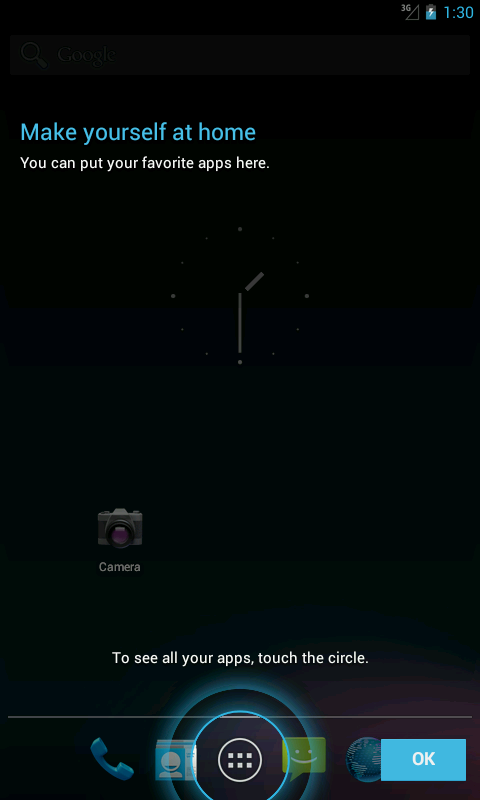 3G
1:30
Google
Make yourself at home
You can put your favorite apps here.
Camera
To see all your apps, touch the circle.
OK